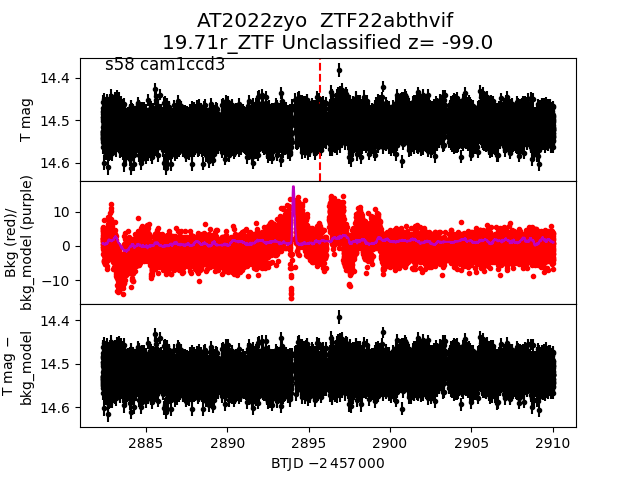 AT2022zyo  ZTF22abthvif
19.71r_ZTF Unclassified z= -99.0
s58 cam1ccd3
T mag
14.4
14.5
14.6
Bkg (red)/
bkg_model (purple)
10
0
−10
T mag −
bkg_model
14.4
14.5
14.6
2885 2890 2895 2900 2905 2910
BTJD −2 457 000